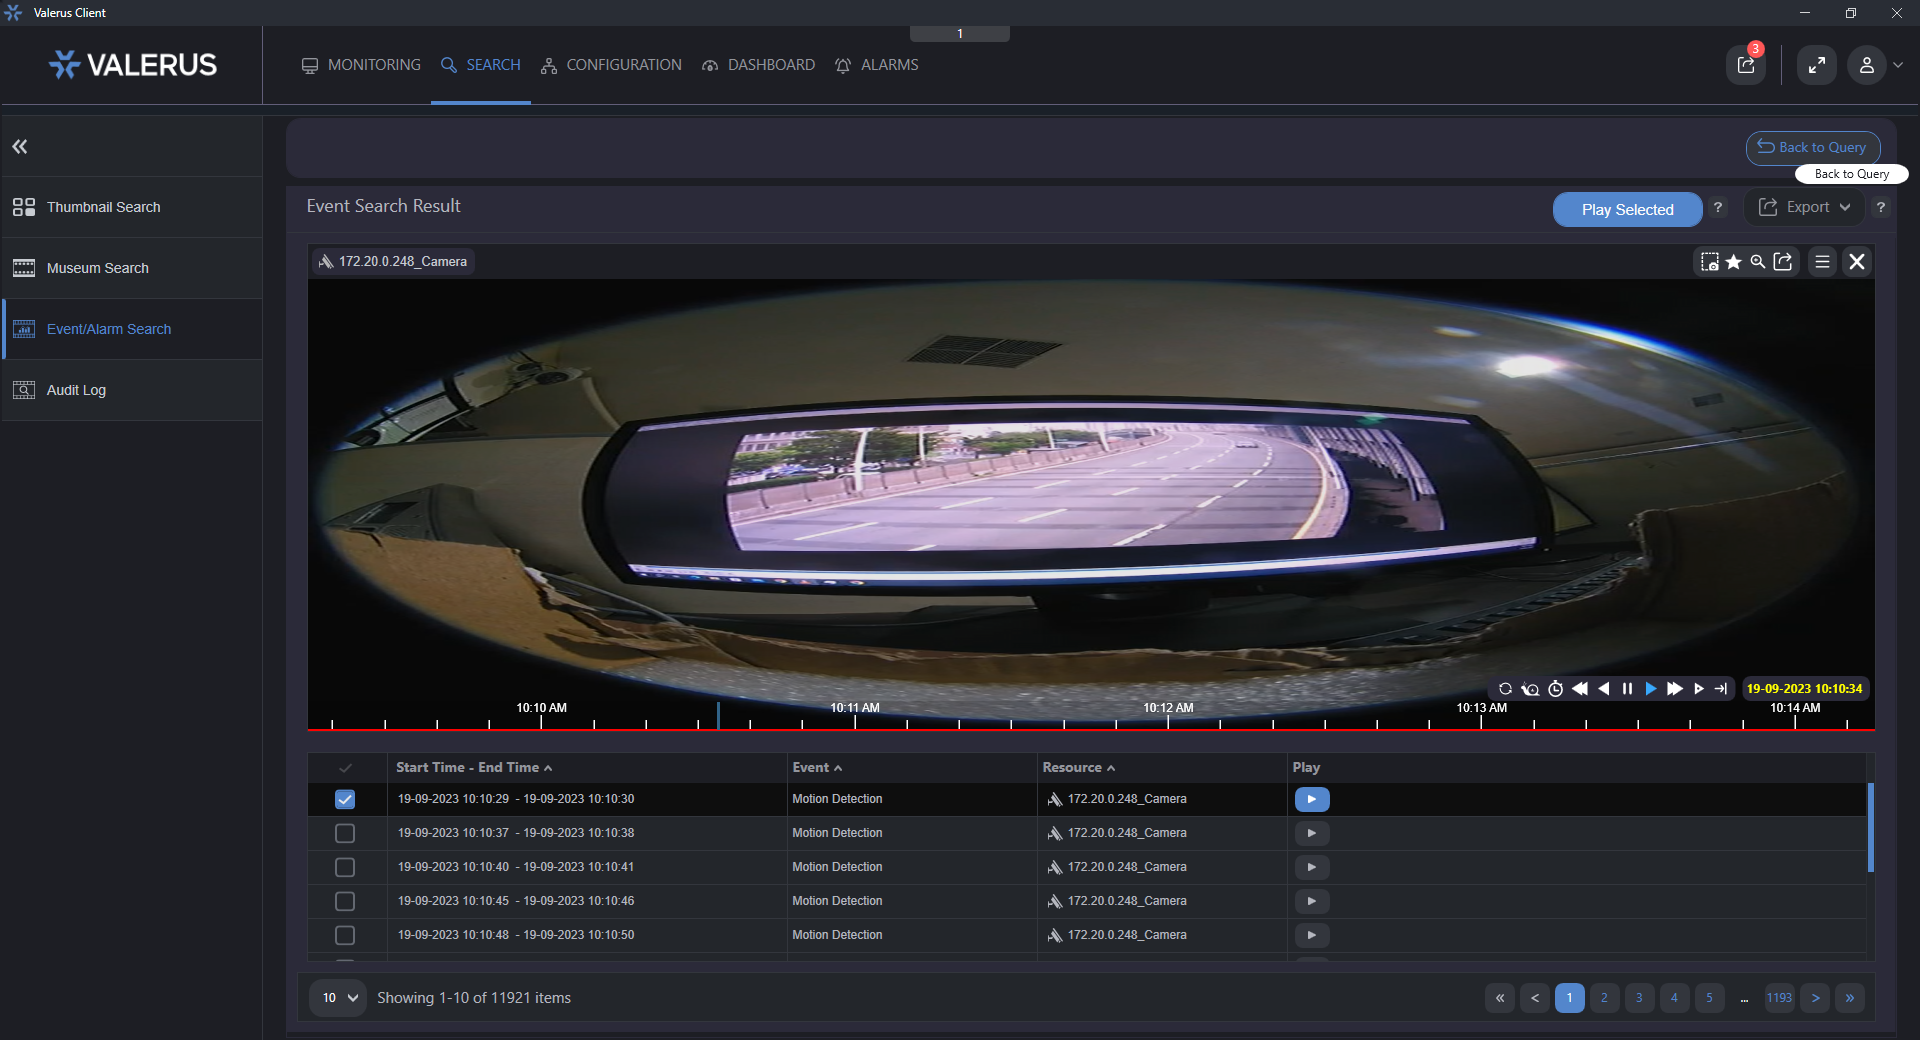 Valerus Client
1
VALERUS
MONITORING
SEARCH
CONFIGURATION
DASHBOARD
ALARMS
3
Back to Query
Back to Query
Thumbnail Search
Museum Search
Event/Alarm Search
Audit Log
Event Search Result
Play Selected
?
Export
?
172.20.0.248_Camera
19-09-2023 10:10:34
10:10 AM
10:11 AM
10:12 AM
10:13 AM
10:14 AM
Start Time - End Time
Event
Resource
Play
19-09-2023 10:10:29 - 19-09-2023 10:10:30
Motion Detection
172.20.0.248_Camera
19-09-2023 10:10:37 - 19-09-2023 10:10:38
Motion Detection
172.20.0.248_Camera
19-09-2023 10:10:40 - 19-09-2023 10:10:41
Motion Detection
172.20.0.248_Camera
19-09-2023 10:10:45 - 19-09-2023 10:10:46
Motion Detection
172.20.0.248_Camera
19-09-2023 10:10:48 - 19-09-2023 10:10:50
Motion Detection
172.20.0.248_Camera
10
Showing 1-10 of 11921 items
« < 1 2 3 4 5 ... 1193 > »